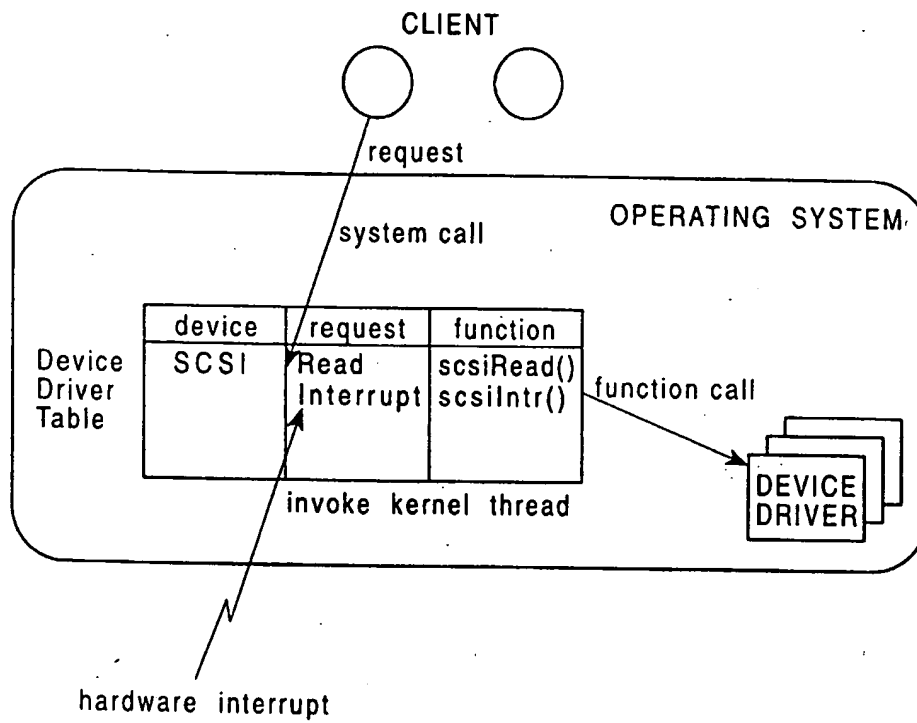 CLIENT
request
OPERATING SYSTEM
system call
device request function
Device
Driver
Table
SCSI Read scsiRead()
Interrupt scsiIntr()
function call
invoke kernel thread
DEVICE
DRIVER
hardware interrupt